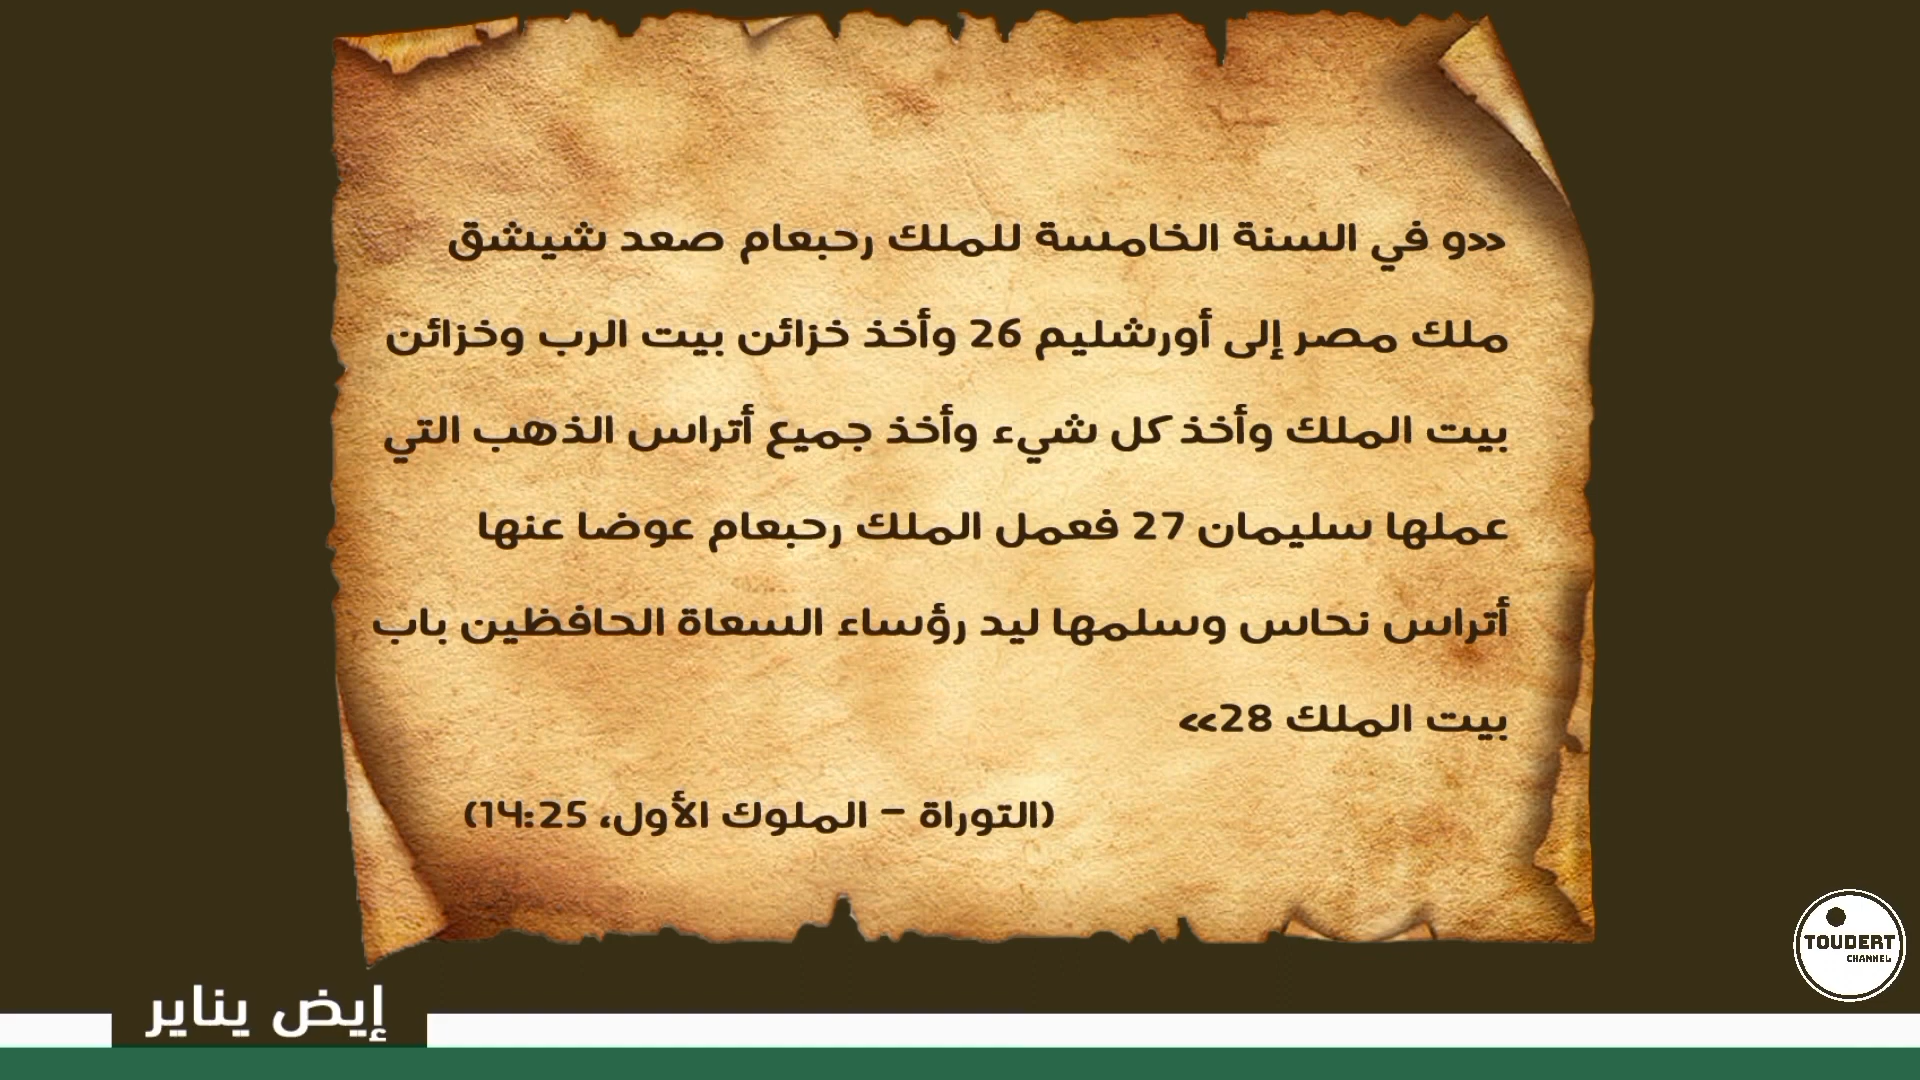 «و في السنة الخامسة للملك رحبعام صعد شيشق
ملك مصر إلى أورشليم 26 وأخذ خزائن بيت الرب وخزائن
بيت الملك وأخذ كل شيء وأخذ جميع أتراس الذهب التي
عملها سليمان 27 فعمل الملك رحبعام عوضا عنها
أتراس نحاس وسلمها ليد رؤساء السعاة الحافظين باب
بيت الملك 28»
(التوراة – الملوك الأول، 14:25)
TOUDERT
CHANNEL
إيض يناير